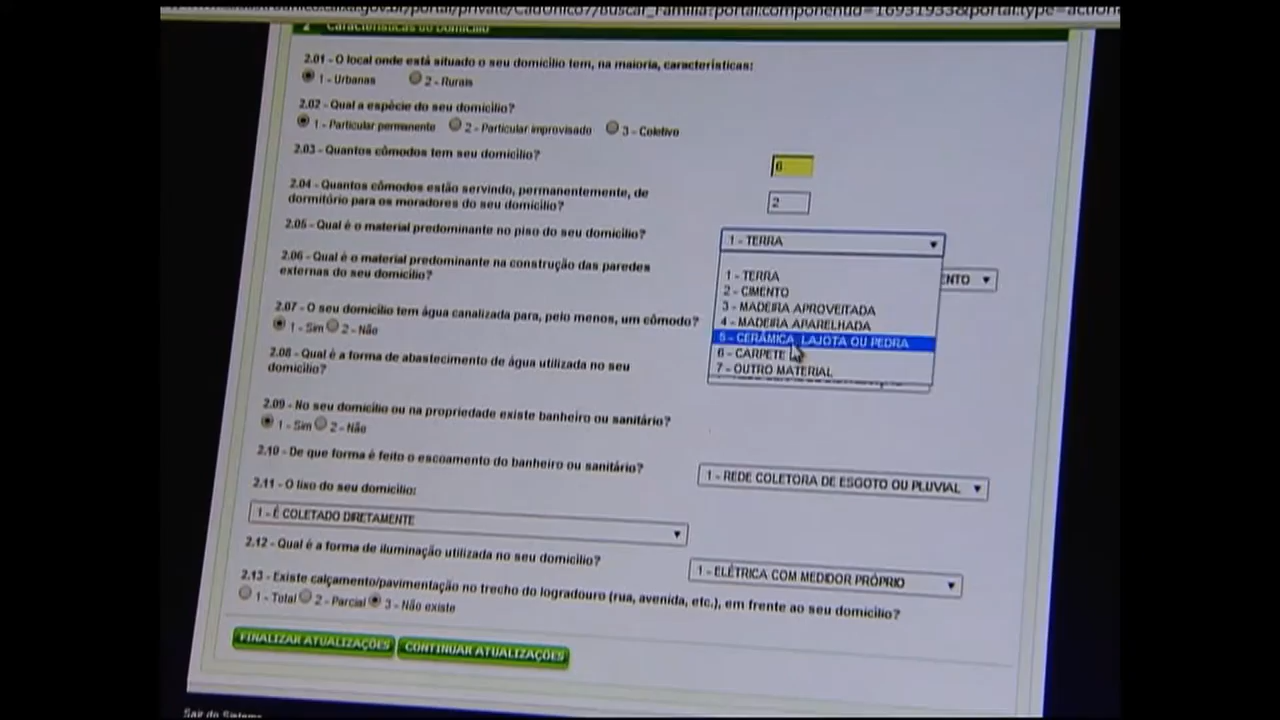 2 Características do Domicílio
2.01 - O local onde está situado o seu domicílio tem, na maioria, características:
1 - Urbanas 2 - Rurais
2.02 - Qual a espécie do seu domicílio?
1 - Particular permanente 2 - Particular improvisado 3 - Coletivo
2.03 - Quantos cômodos tem seu domicílio?
6
2.04 - Quantos cômodos estão servindo, permanentemente, de
dormitório para os moradores do seu domicílio?
2
2.05 - Qual é o material predominante no piso do seu domicílio?
1 - TERRA
1 - TERRA
2 - CIMENTO
3 - MADEIRA APROVEITADA
4 - MADEIRA APARELHADA
5 - CERÂMICA, LAJOTA OU PEDRA
6 - CARPETE
7 - OUTRO MATERIAL
2.06 - Qual é o material predominante na construção das paredes
externas do seu domicílio?
ENTO
2.07 - O seu domicílio tem água canalizada para, pelo menos, um cômodo?
1 - Sim 2 - Não
2.08 - Qual é a forma de abastecimento de água utilizada no seu
domicílio?
2.09 - No seu domicílio ou na propriedade existe banheiro ou sanitário?
1 - Sim 2 - Não
2.10 - De que forma é feito o escoamento do banheiro ou sanitário?
1 - REDE COLETORA DE ESGOTO OU PLUVIAL
2.11 - O lixo do seu domicílio:
1 - É COLETADO DIRETAMENTE
2.12 - Qual é a forma de iluminação utilizada no seu domicílio?
1 - ELÉTRICA COM MEDIDOR PRÓPRIO
2.13 - Existe calçamento/pavimentação no trecho do logradouro (rua, avenida, etc.), em frente ao seu domicílio?
1 - Total 2 - Parcial 3 - Não existe
FINALIZAR ATUALIZAÇÕES CONTINUAR ATUALIZAÇÕES
Sair do Sistema